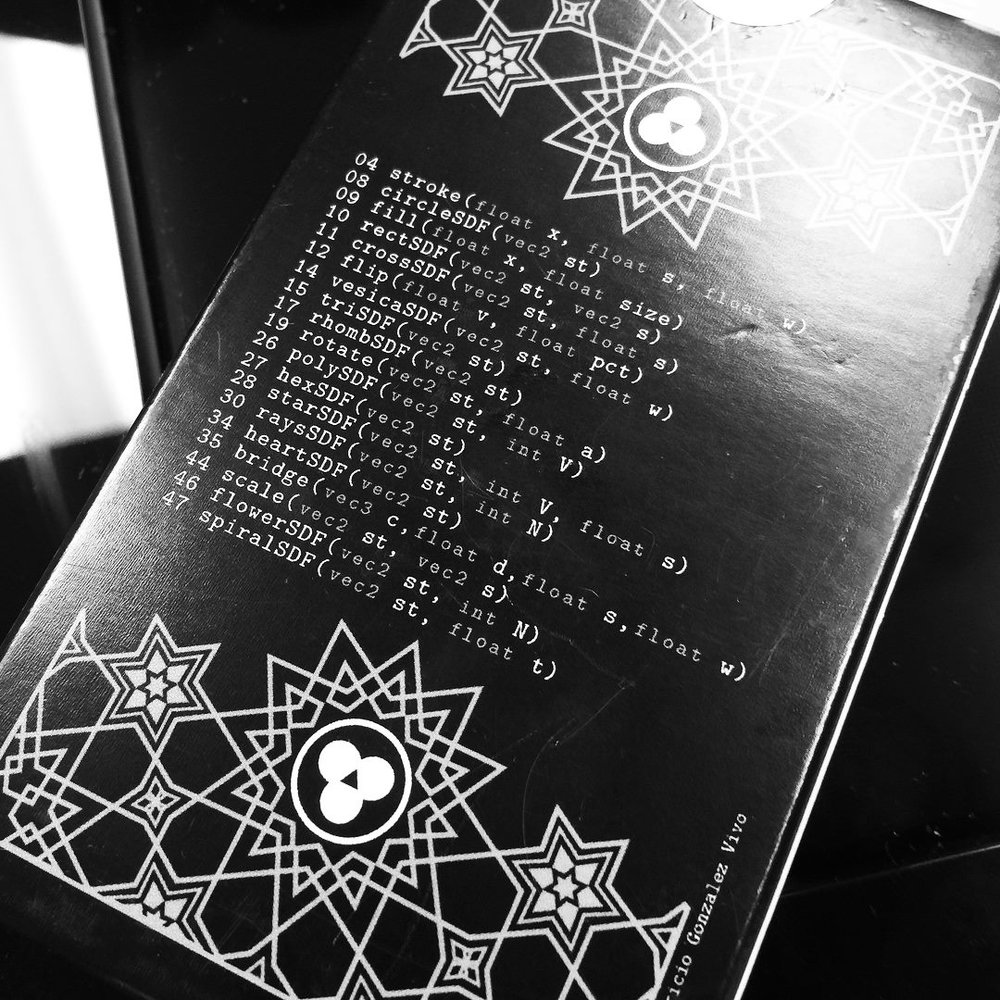 04 stroke(float x, float s, float w)
08 circleSDF(vec2 st)
09 fill(float x, float size)
10 rectSDF(vec2 st, vec2 s)
11 crossSDF(vec2 st, float s)
12 flip(float v, float pct)
14 vesicaSDF(vec2 st, float w)
15 triSDF(vec2 st)
17 rhombSDF(vec2 st)
19 rotate(vec2 st, float a)
26 polySDF(vec2 st, int V)
27 hexSDF(vec2 st)
28 starSDF(vec2 st, int V, float s)
30 raysSDF(vec2 st, int N)
34 heartSDF(vec2 st)
35 bridge(vec3 c,float d,float s,float w)
44 scale(vec2 st, vec2 s)
46 flowerSDF(vec2 st, int N)
47 spiralSDF(vec2 st, float t)
Gonzalez Vivo